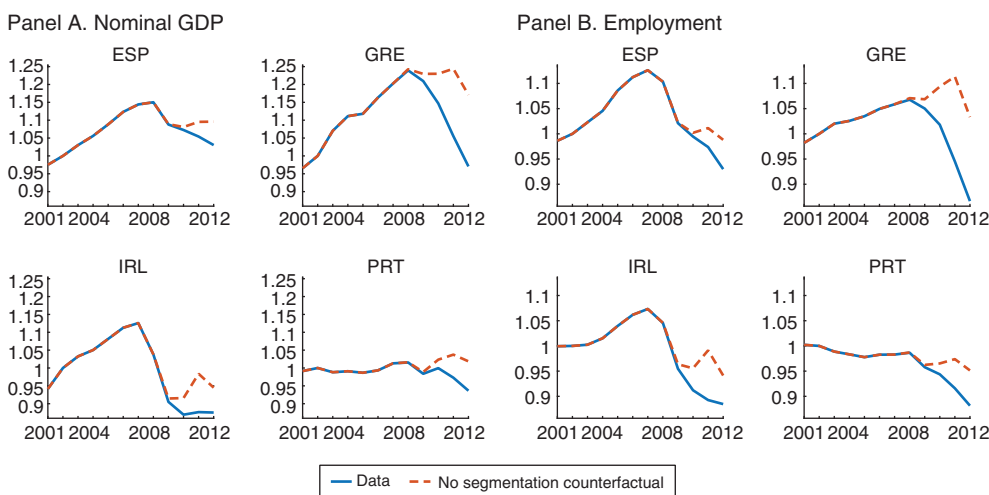 Panel A. Nominal GDP
Panel B. Employment
ESP
1.25
1.2
1.15
1.1
1.05
1
0.95
0.9
2001 2004 2008 2012
GRE
1.25
1.2
1.15
1.1
1.05
1
0.95
0.9
2001 2004 2008 2012
ESP
1.1
1.05
1
0.95
0.9
2001 2004 2008 2012
GRE
1.1
1.05
1
0.95
0.9
2001 2004 2008 2012
IRL
1.25
1.2
1.15
1.1
1.05
1
0.95
0.9
2001 2004 2008 2012
PRT
1.25
1.2
1.15
1.1
1.05
1
0.95
0.9
2001 2004 2008 2012
IRL
1.1
1.05
1
0.95
0.9
2001 2004 2008 2012
PRT
1.1
1.05
1
0.95
0.9
2001 2004 2008 2012
Data No segmentation counterfactual